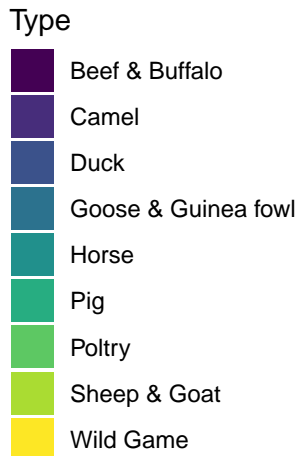 Type
Beef & Buffalo
Camel
Duck
Goose & Guinea fowl
Horse
Pig
Poltry
Sheep & Goat
Wild Game